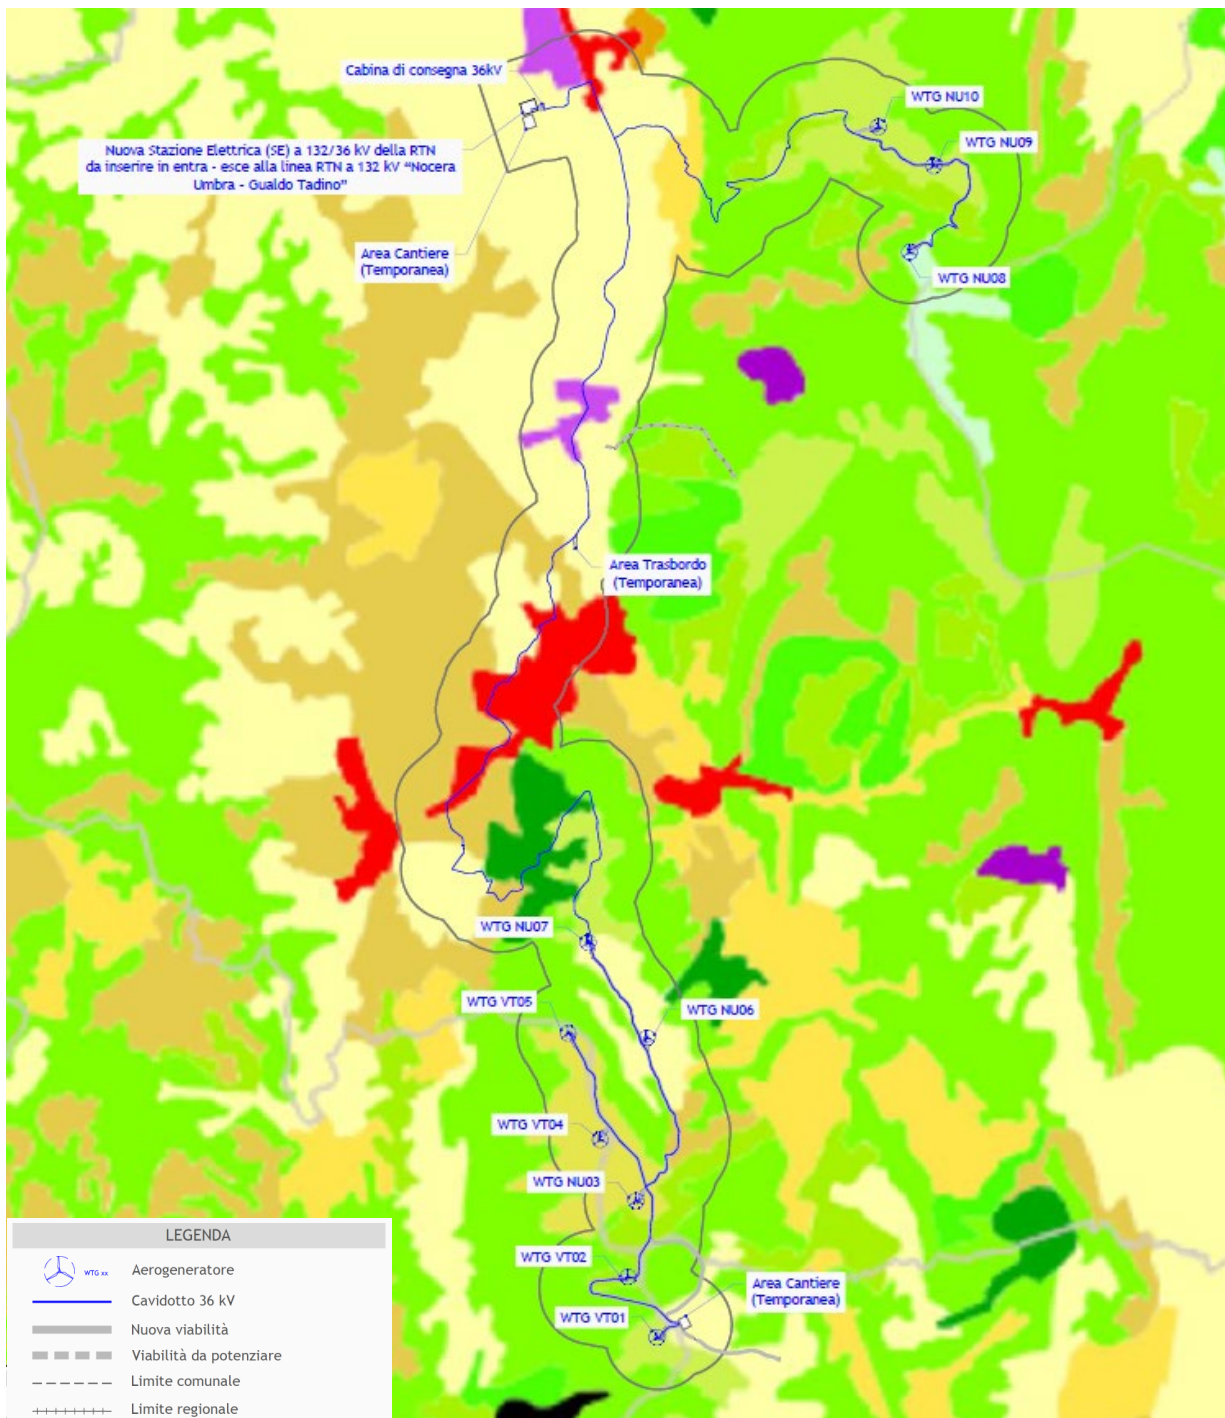 Cabina di consegna 36kV
WTG NU10
WTG NU09
Nuova Stazione Elettrica (SE) a 132/36 kV della RTN
da inserire in entra - esce alla linea RTN a 132 kV “Nocera
Umbra - Gualdo Tadino”
Area Cantiere
(Temporanea)
WTG NU08
Area Trasbordo
(Temporanea)
WTG NU07
WTG VT05
WTG NU06
WTG VT04
WTG NU03
WTG VT02
Area Cantiere
(Temporanea)
WTG VT01
LEGENDA
WTG xx
Aerogeneratore
Cavidotto 36 kV
Nuova viabilità
Viabilità da potenziare
Limite comunale
Limite regionale